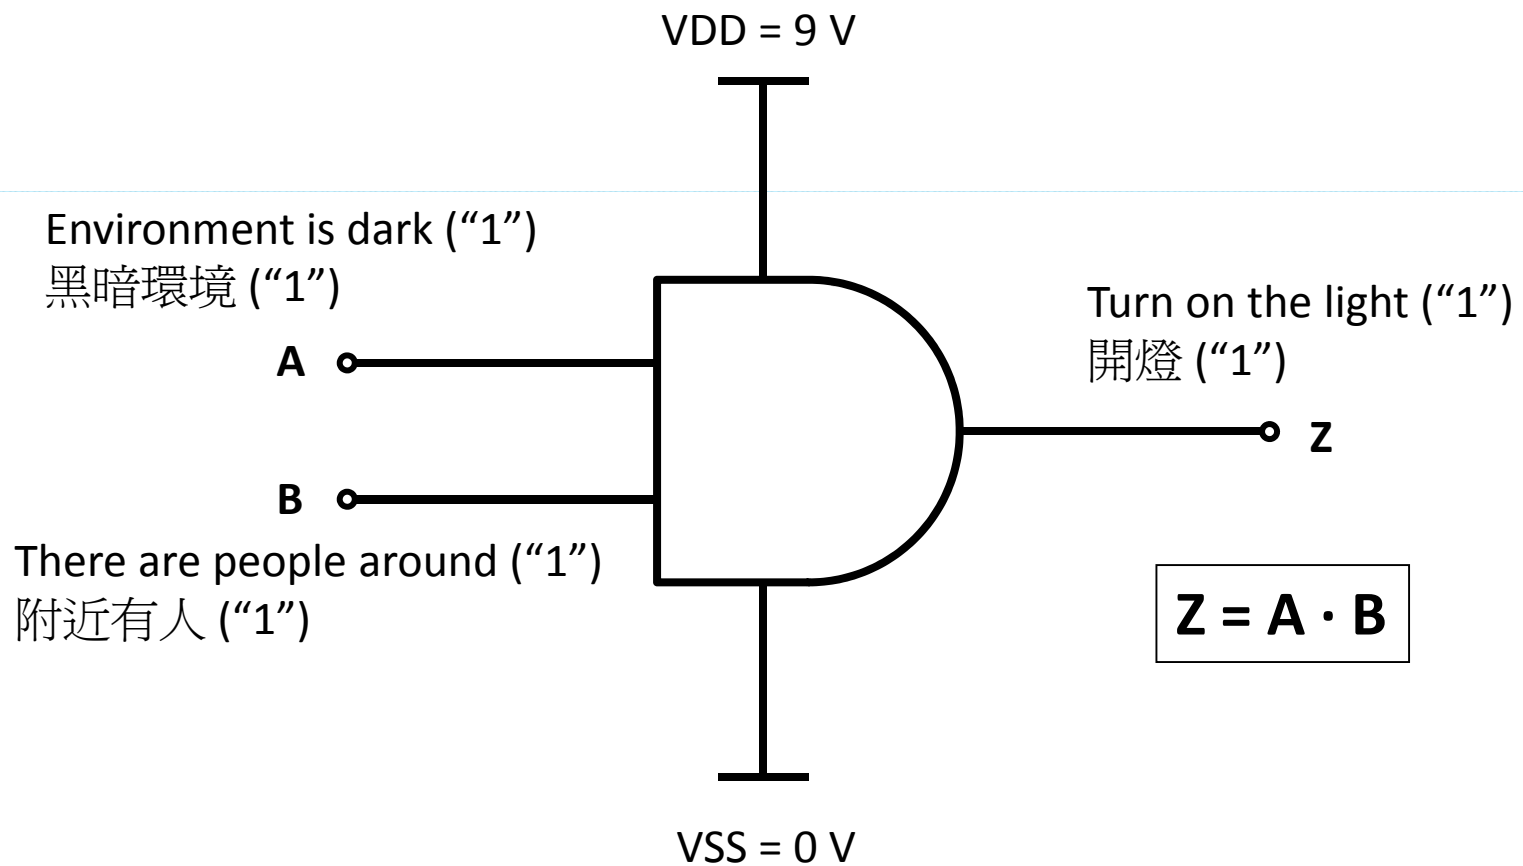 VDD = 9 V
Environment is dark (“1”)
黑暗環境 (“1”)
A
B
There are people around (“1”)
附近有人 (“1”)
Turn on the light (“1”)
開燈 (“1”)
Z
Z = A · B
VSS = 0 V